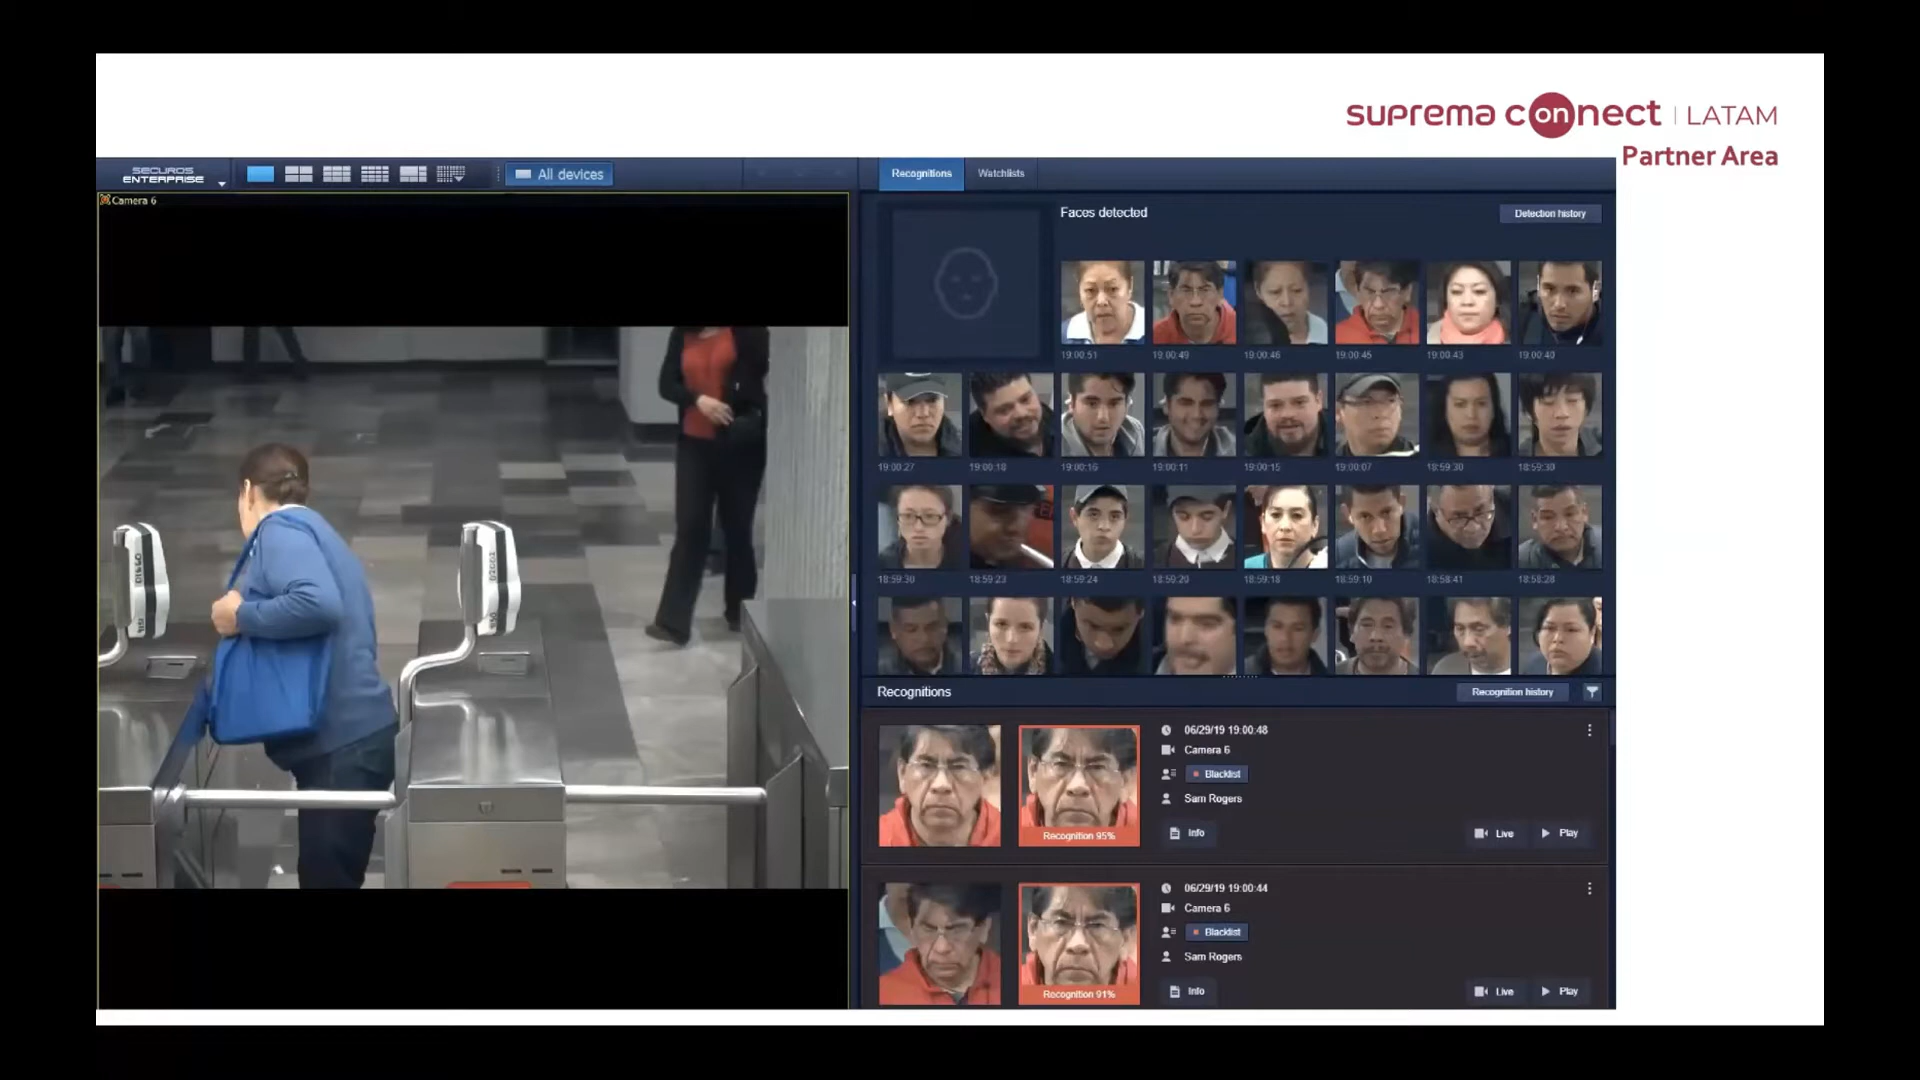 suprema connect | LATAM
Partner Area
SECUROS
ENTERPRISE
All devices
Camera 6
Recognitions
Watchlists
Faces detected
Detection history
19:00:51
19:00:49
19:00:46
19:00:45
19:00:43
19:00:40
19:00:27
19:00:18
19:00:16
19:00:11
19:00:15
19:00:07
18:59:30
18:59:30
18:59:30
18:59:23
18:59:24
18:59:20
18:59:18
18:59:10
18:58:41
18:58:28
Recognitions
Recognition history
Recognition 95%
06/29/19 19:00:48
Camera 6
Blacklist
Sam Rogers
Info
Live
Play
Recognition 91%
06/29/19 19:00:44
Camera 6
Blacklist
Sam Rogers
Info
Live
Play